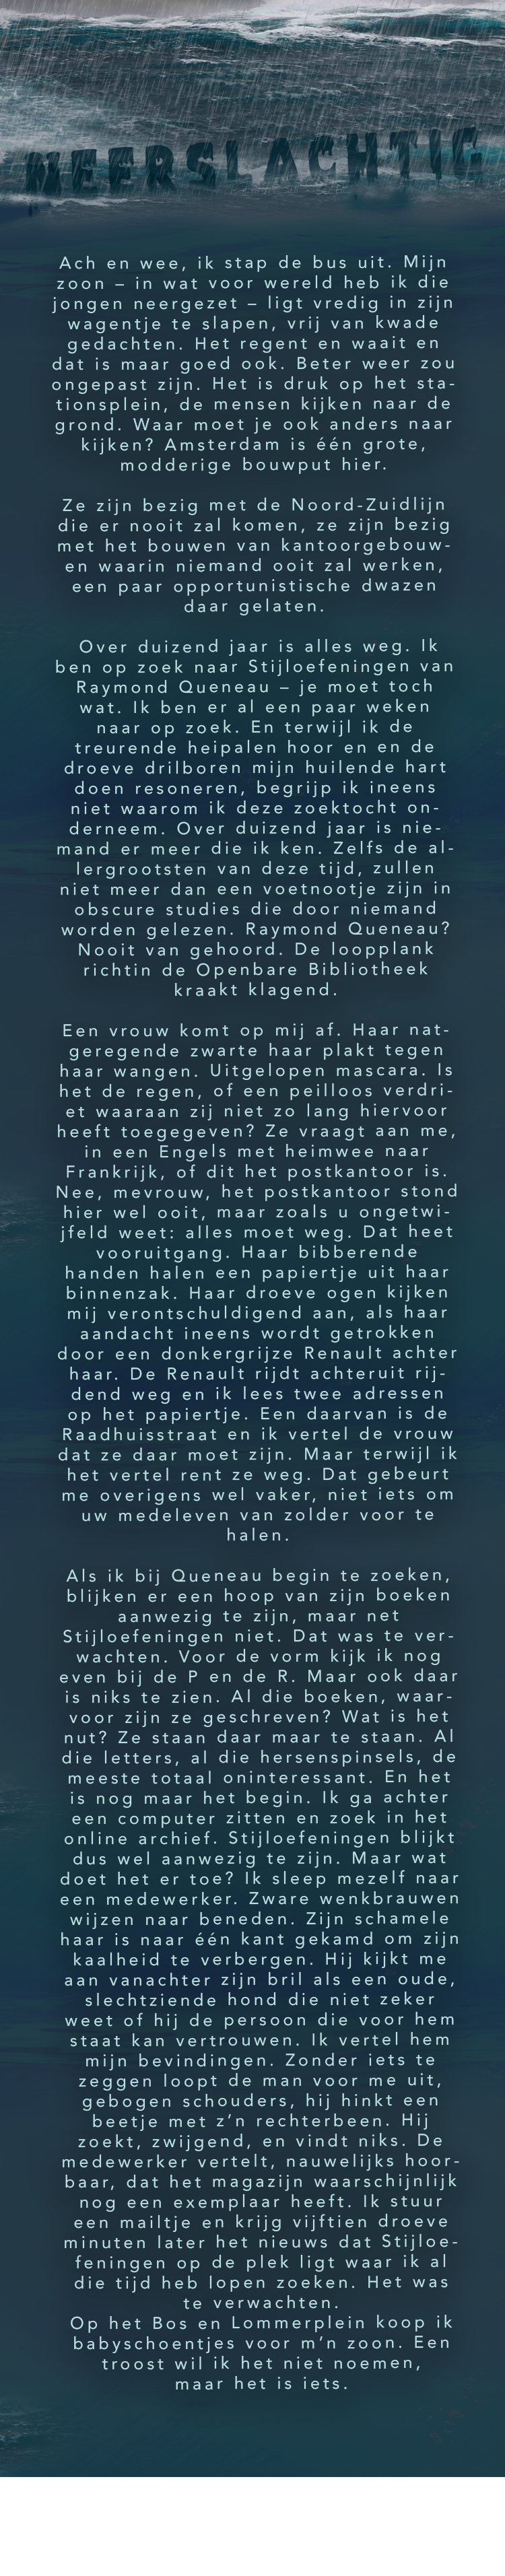 NEERSLACHTIG
Ach en wee, ik stap de bus uit. Mijn
zoon – in wat voor wereld heb ik die
jongen neergezet – ligt vredig in zijn
wagentje te slapen, vrij van kwade
gedachten. Het regent en waait en
dat is maar goed ook. Beter weer zou
ongepast zijn. Het is druk op het sta-
tionsplein, de mensen kijken naar de
grond. Waar moet je ook anders naar
kijken? Amsterdam is één grote,
modderige bouwput hier.
Ze zijn bezig met de Noord-Zuidlijn
die er nooit zal komen, ze zijn bezig
met het bouwen van kantoorgebouw-
en waarin niemand ooit zal werken,
een paar opportunistische dwazen
daar gelaten.
Over duizend jaar is alles weg. Ik
ben op zoek naar Stijloefeningen van
Raymond Queneau – je moet toch
wat. Ik ben er al een paar weken
naar op zoek. En terwijl ik de
treurende heipalen hoor en en de
droeve drilboren mijn huilende hart
doen resoneren, begrijp ik ineens
niet waarom ik deze zoektocht on-
derneem. Over duizend jaar is nie-
mand er meer die ik ken. Zelfs de al-
lergrootsten van deze tijd, zullen
niet meer dan een voetnootje zijn in
obscure studies die door niemand
worden gelezen. Raymond Queneau?
Nooit van gehoord. De loopplank
richtin de Openbare Bibliotheek
kraakt klagend.
Een vrouw komt op mij af. Haar nat-
geregende zwarte haar plakt tegen
haar wangen. Uitgelopen mascara. Is
het de regen, of een peilloos verdri-
et waaraan zij niet zo lang hiervoor
heeft toegegeven? Ze vraagt aan me,
in een Engels met heimwee naar
Frankrijk, of dit het postkantoor is.
Nee, mevrouw, het postkantoor stond
hier wel ooit, maar zoals u ongetwi-
jfeld weet: alles moet weg. Dat heet
vooruitgang. Haar bibberende
handen halen een papiertje uit haar
binnenzak. Haar droeve ogen kijken
mij verontschuldigend aan, als haar
aandacht ineens wordt getrokken
door een donkergrijze Renault achter
haar. De Renault rijdt achteruit rij-
dend weg en ik lees twee adressen
op het papiertje. Een daarvan is de
Raadhuisstraat en ik vertel de vrouw
dat ze daar moet zijn. Maar terwijl ik
het vertel rent ze weg. Dat gebeurt
me overigens wel vaker, niet iets om
uw medeleven van zolder voor te
halen.
Als ik bij Queneau begin te zoeken,
blijken er een hoop van zijn boeken
aanwezig te zijn, maar net
Stijloefeningen niet. Dat was te ver-
wachten. Voor de vorm kijk ik nog
even bij de P en de R. Maar ook daar
is niks te zien. Al die boeken, waar-
voor zijn ze geschreven? Wat is het
nut? Ze staan daar maar te staan. Al
die letters, al die hersenspinsels, de
meeste totaal oninteressant. En het
is nog maar het begin. Ik ga achter
een computer zitten en zoek in het
online archief. Stijloefeningen blijkt
dus wel aanwezig te zijn. Maar wat
doet het er toe? Ik sleep mezelf naar
een medewerker. Zware wenkbrauwen
wijzen naar beneden. Zijn schamele
haar is naar één kant gekamd om zijn
kaalheid te verbergen. Hij kijkt me
aan vanachter zijn bril als een oude,
slechtziende hond die niet zeker
weet of hij de persoon die voor hem
staat kan vertrouwen. Ik vertel hem
mijn bevindingen. Zonder iets te
zeggen loopt de man voor me uit,
gebogen schouders, hij hinkt een
beetje met z’n rechterbeen. Hij
zoekt, zwijgend, en vindt niks. De
medewerker vertelt, nauwelijks hoor-
baar, dat het magazijn waarschijnlijk
nog een exemplaar heeft. Ik stuur
een mailtje en krijg vijftien droeve
minuten later het nieuws dat Stijloe-
feningen op de plek ligt waar ik al
die tijd heb lopen zoeken. Het was
te verwachten.
Op het Bos en Lommerplein koop ik
babyschoentjes voor m’n zoon. Een
troost wil ik het niet noemen,
maar het is iets.